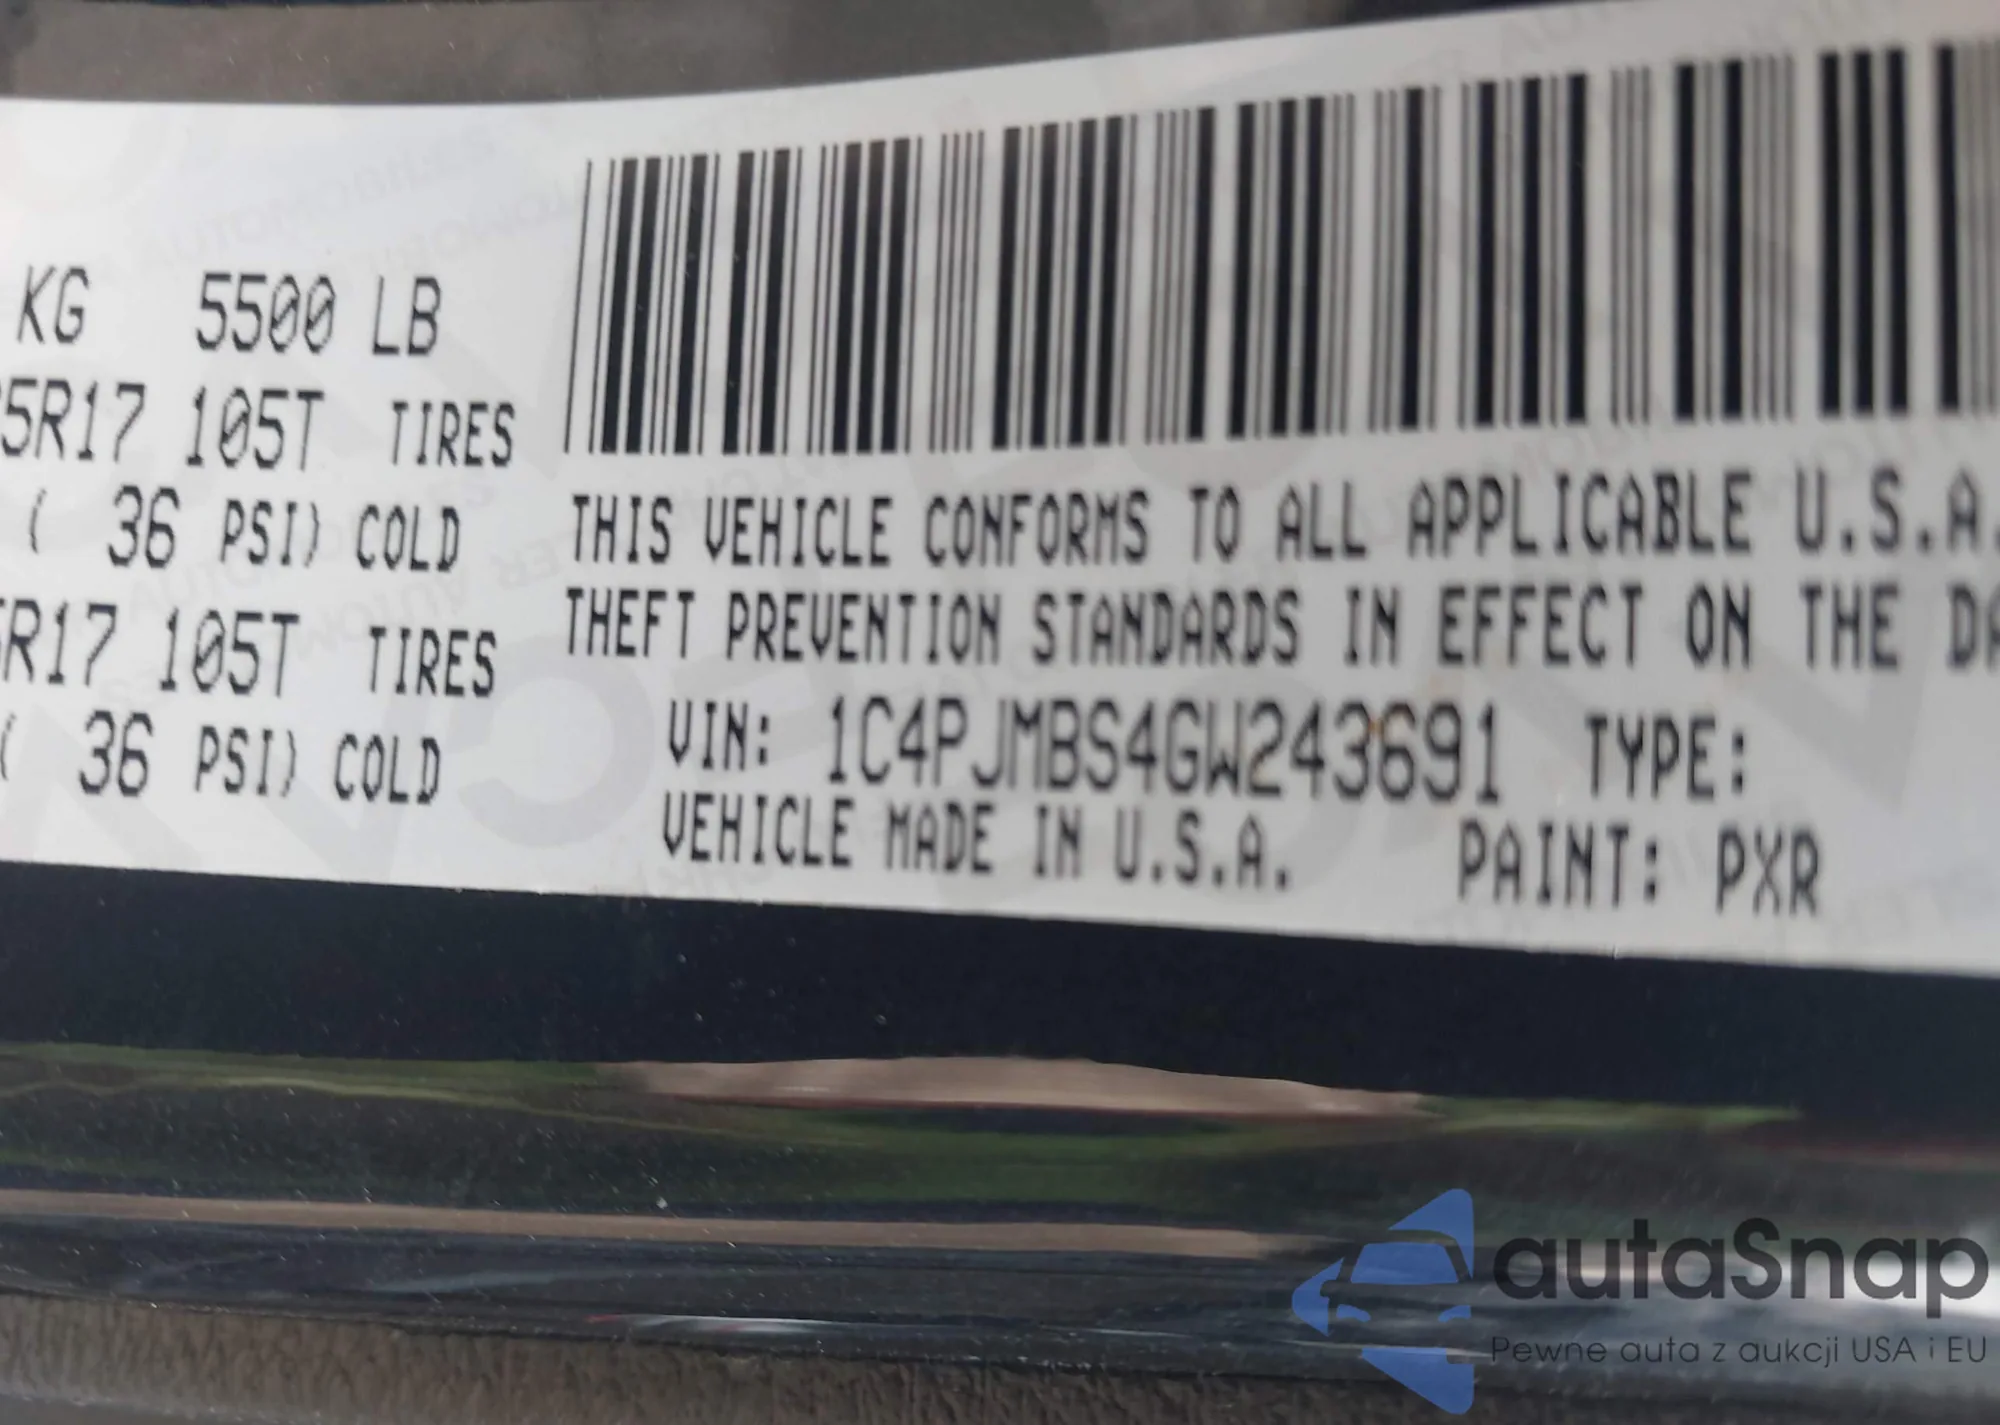 KG 5500 LB
5R17 105T TIRES
( 36 PSI) COLD
R17 105T TIRES
( 36 PSI) COLD
THIS VEHICLE CONFORMS TO ALL APPLICABLE U.S.A.
THEFT PREVENTION STANDARDS IN EFFECT ON THE DA
VIN: 1C4PJMBS4GW243691 TYPE:
VEHICLE MADE IN U.S.A. PAINT: PXR
autaSnap
Pewne auta z aukcji USA i EU